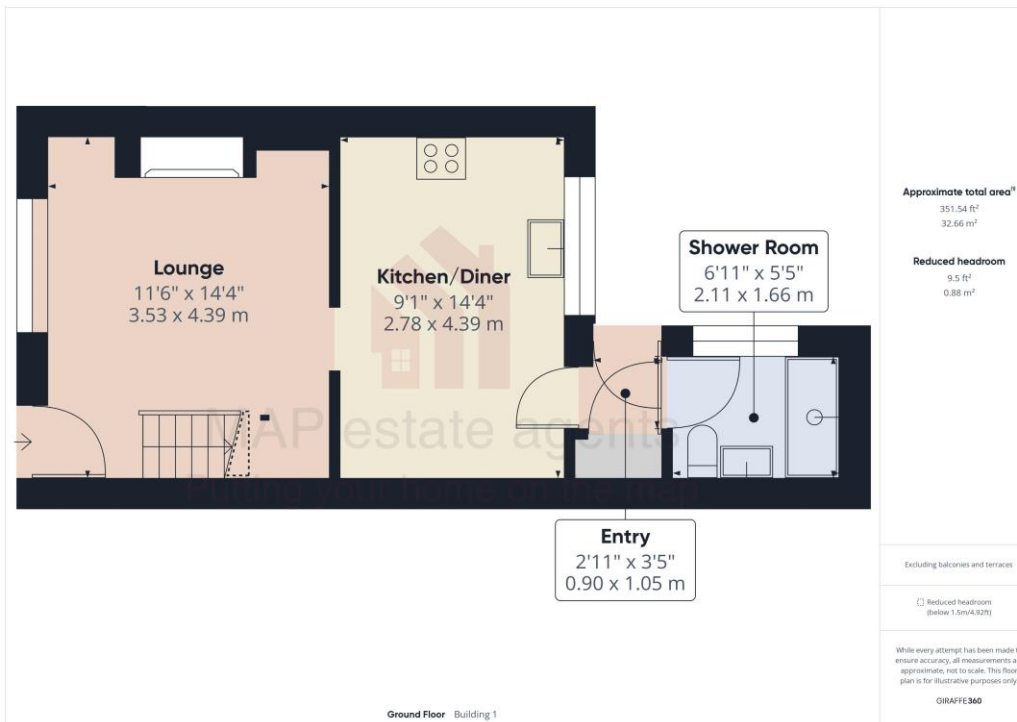 Lounge
11'6" x 14'4"
3.53 x 4.39 m
Kitchen/Diner
9'1" x 14'4"
2.78 x 4.39 m
Shower Room
6'11" x 5'5"
2.11 x 1.66 m
Entry
2'11" x 3'5"
0.90 x 1.05 m
MAP estate agents
Putting your home on the map
Ground Floor Building 1
Approximate total area
351.54 ft²
32.66 m²
Reduced headroom
9.5 ft²
0.88 m²
Excluding balconies and terraces
Reduced headroom
(below 1.5m/4.92ft)
While every attempt has been made
ensure accuracy, all measurements
approximate, not to scale. This floor
plan is for illustrative purposes only
GIRAFFE360